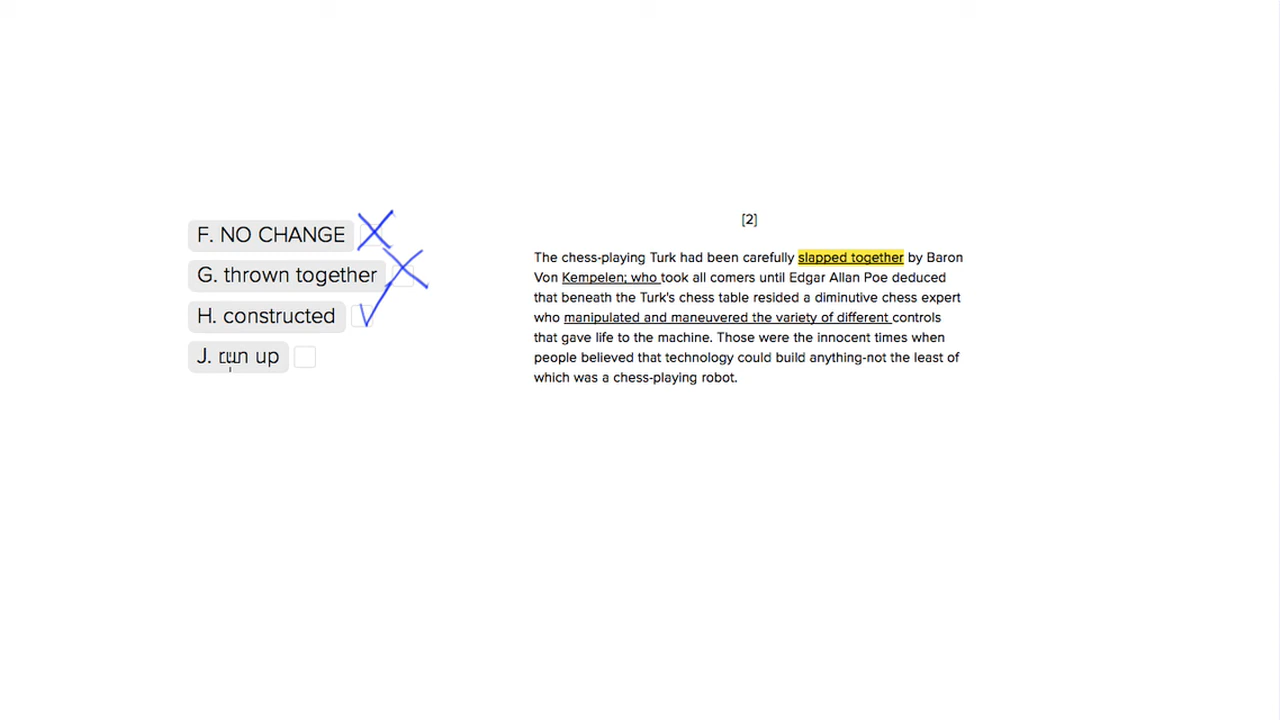 F. NO CHANGE
G. thrown together
H. constructed
J. run up
[2]
The chess-playing Turk had been carefully slapped together by Baron
Von Kempelen; who took all comers until Edgar Allan Poe deduced
that beneath the Turk's chess table resided a diminutive chess expert
who manipulated and maneuvered the variety of different controls
that gave life to the machine. Those were the innocent times when
people believed that technology could build anything-not the least of
which was a chess-playing robot.